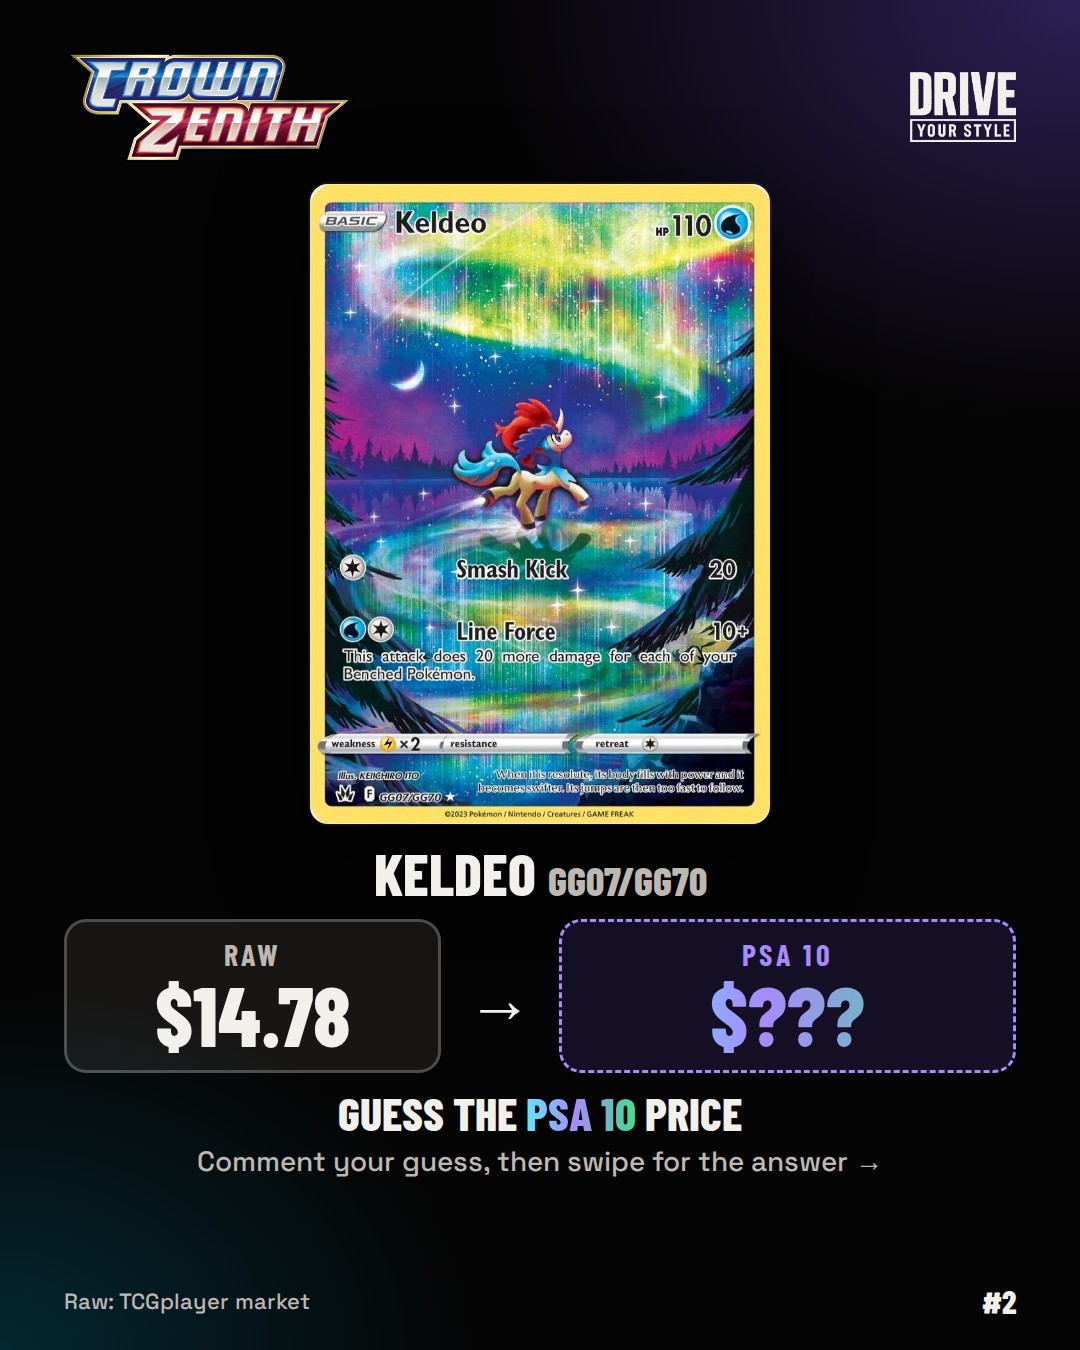 CROWN
ZENITH
DRIVE
YOUR STYLE
BASIC Keldeo HP 110
Smash Kick 20
Line Force 10+
This attack does 20 more damage for each of your
Benched Pokémon.
weakness ×2 resistance retreat
Illus. KEIICHIRO ITO
When it is resolute, its body fills with power and it
becomes swifter. Its jumps are then too fast to follow.
F GG07/GG70 ★
©2023 Pokémon / Nintendo / Creatures / GAME FREAK
KELDEO GG07/GG70
RAW
$14.78
→
PSA 10
$???
GUESS THE PSA 10 PRICE
Comment your guess, then swipe for the answer →
Raw: TCGplayer market
#2